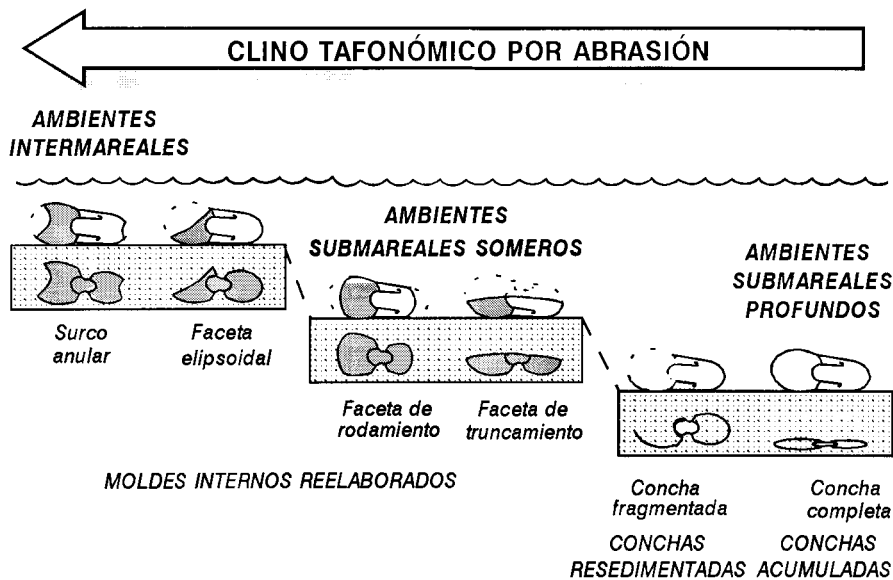 CLINO TAFONÓMICO POR ABRASIÓN
AMBIENTES
INTERMAREALES
AMBIENTES
SUBMAREALES SOMEROS
AMBIENTES
SUBMAREALES
PROFUNDOS
Surco
anular
Faceta
elipsoidal
Faceta de
rodamiento
Faceta de
truncamiento
MOLDES INTERNOS REELABORADOS
Concha
fragmentada
Concha
completa
CONCHAS
RESEDIMENTADAS
CONCHAS
ACUMULADAS